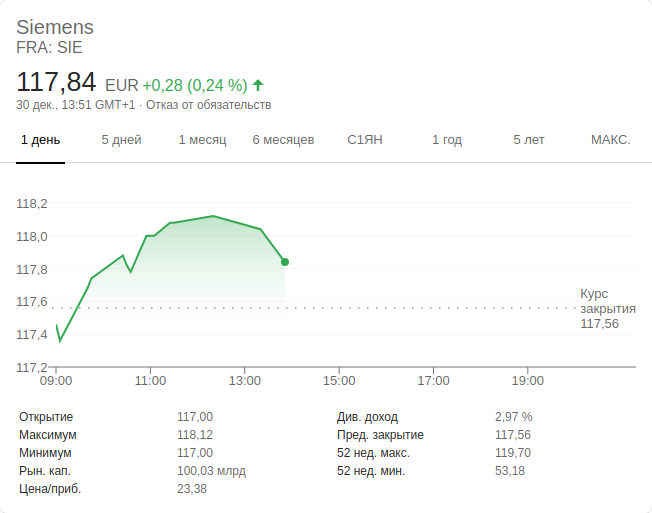 Siemens
FRA: SIE
117,84 EUR +0,28 (0,24 %)
30 дек., 13:51 GMT+1 · Отказ от обязательств
1 день 5 дней 1 месяц 6 месяцев С1ЯН 1 год 5 лет МАКС.
118,2
118,0
117,8
117,6
Курс
закрытия
117,56
117,4
117,2
09:00 11:00 13:00 15:00 17:00 19:00
Открытие 117,00 Див. доход 2,97 %
Максимум 118,12 Пред. закрытие 117,56
Минимум 117,00 52 нед. макс. 119,70
Рын. кап. 100,03 млрд 52 нед. мин. 53,18
Цена/приб. 23,38